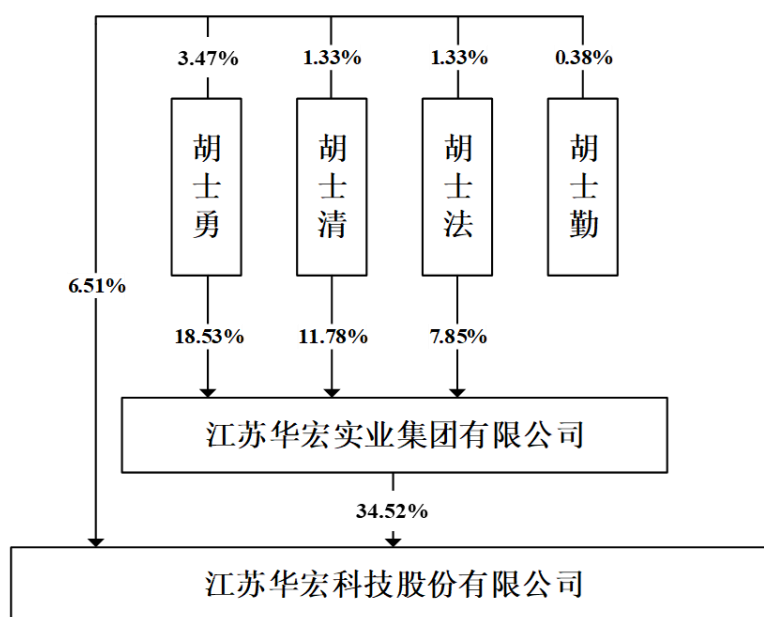 3.47% 1.33% 1.33% 0.38%
胡士勇
胡士清
胡士法
胡士勤
6.51%
18.53% 11.78% 7.85%
江苏华宏实业集团有限公司
34.52%
江苏华宏科技股份有限公司